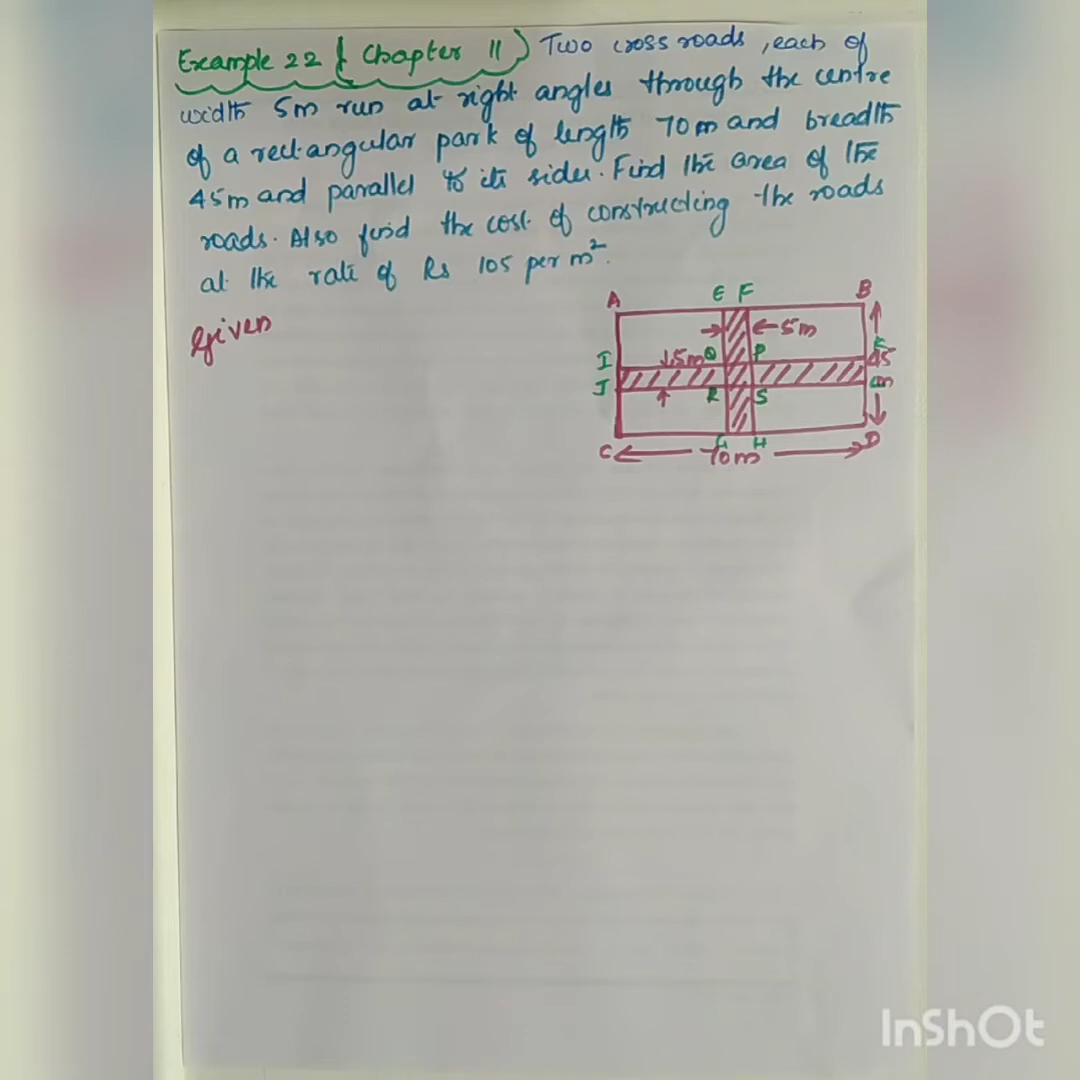 Example 22 { Chapter 11) Two cross roads, each of
width 5m run at right angles through the centre
of a rectangular park of length 70 m and breadth
45m and parallel to its sides. Find the area of the
roads. Also find the cost of constructing the roads
at the rate of Rs 105 per m².
Given
A E F B
5m
I 5m Q P K
45
J R S m
C G H D
70m
InShOt